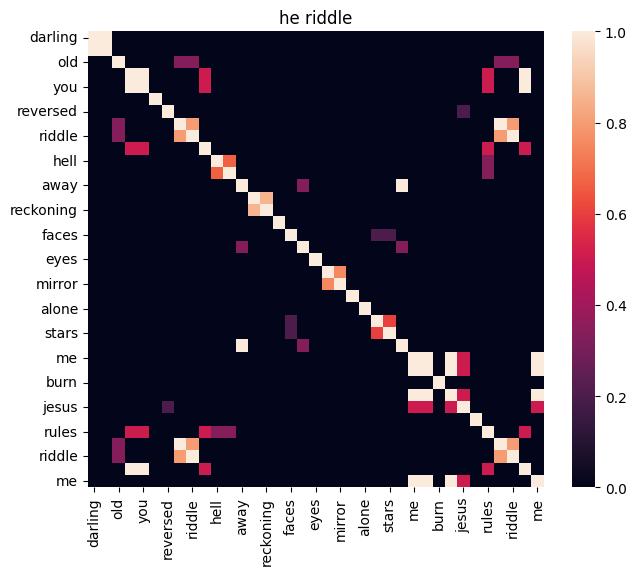 he riddle
darling
old
you
reversed
riddle
hell
away
reckoning
faces
eyes
mirror
alone
stars
me
burn
jesus
rules
riddle
me
darling
old
you
reversed
riddle
hell
away
reckoning
faces
eyes
mirror
alone
stars
me
burn
jesus
rules
riddle
me
1.0
0.8
0.6
0.4
0.2
0.0